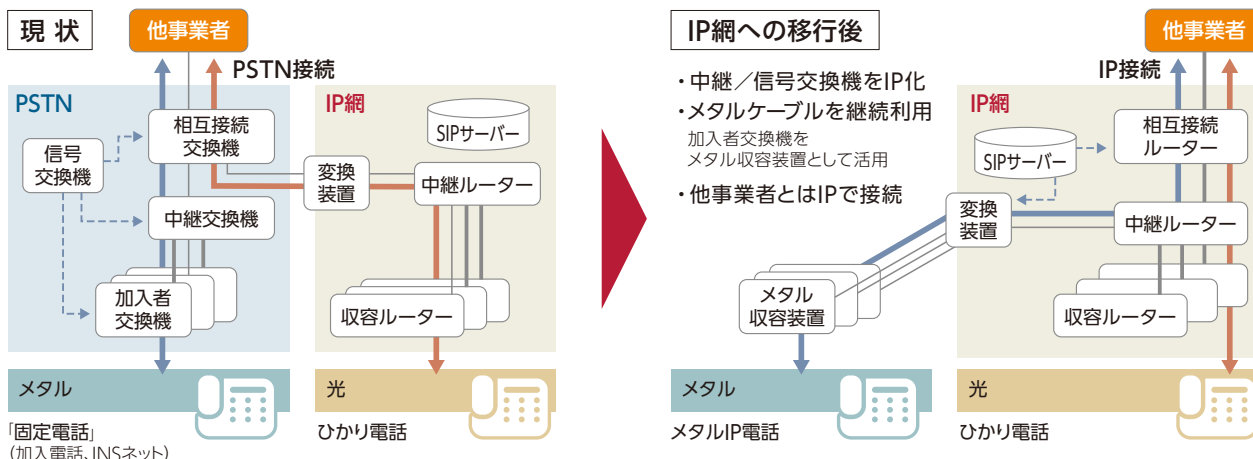 現 状
他事業者
PSTN接続
PSTN
IP網
信号
交換機
相互接続
交換機
SIPサーバー
変換
装置
中継ルーター
中継交換機
加入者
交換機
収容ルーター
メタル
光
「固定電話」
(加入電話、INSネット)
ひかり電話
IP網への移行後
・中継／信号交換機をIP化
・メタルケーブルを継続利用
加入者交換機を
メタル収容装置として活用
・他事業者とはIPで接続
他事業者
IP接続
IP網
相互接続
ルーター
SIPサーバー
変換
装置
中継ルーター
メタル
収容装置
収容ルーター
メタル
光
メタルIP電話
ひかり電話